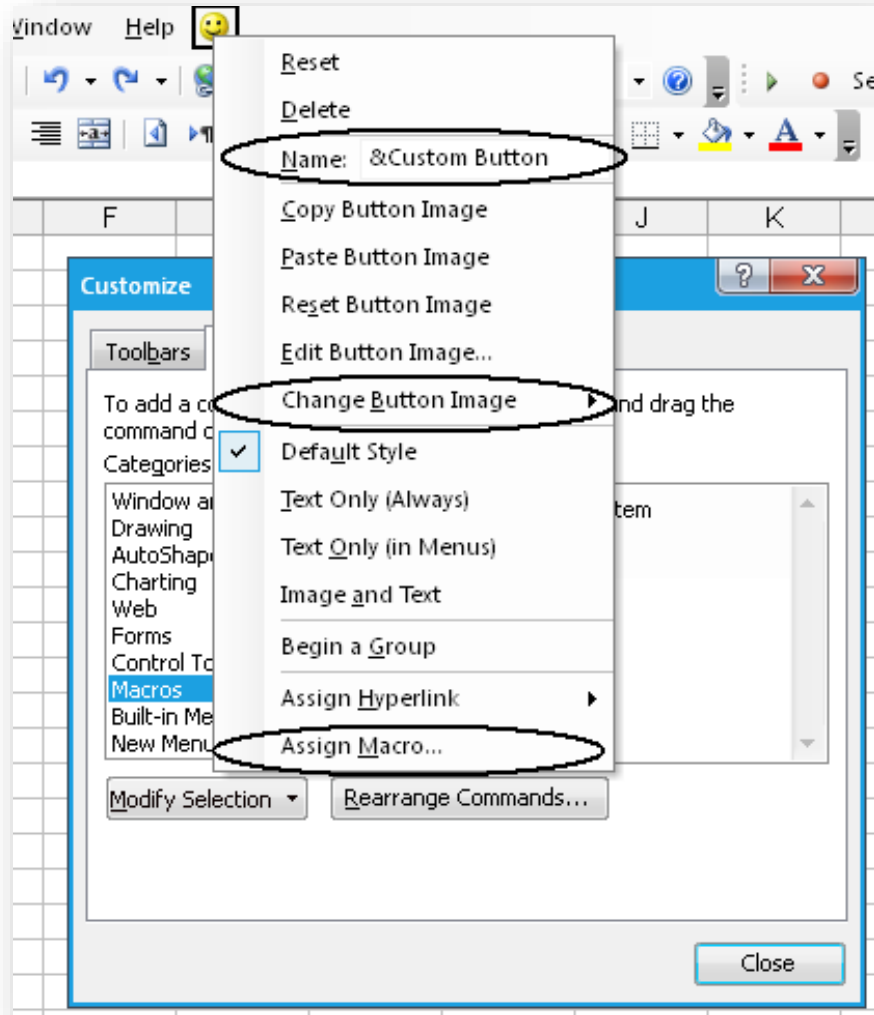 Window Help
Se
Reset
Delete
Name: &Custom Button
Copy Button Image
Paste Button Image
Reset Button Image
Edit Button Image...
Change Button Image
Default Style
Text Only (Always)
Text Only (in Menus)
Image and Text
Begin a Group
Assign Hyperlink
Assign Macro...
A
F J K
Customize
Toolbars
To add a co nd drag the
command o
Categories
Window an
Drawing
AutoShap
Charting
Web
Forms
Control To
Macros
Built-in Me
New Menu
tem
Modify Selection Rearrange Commands...
Close